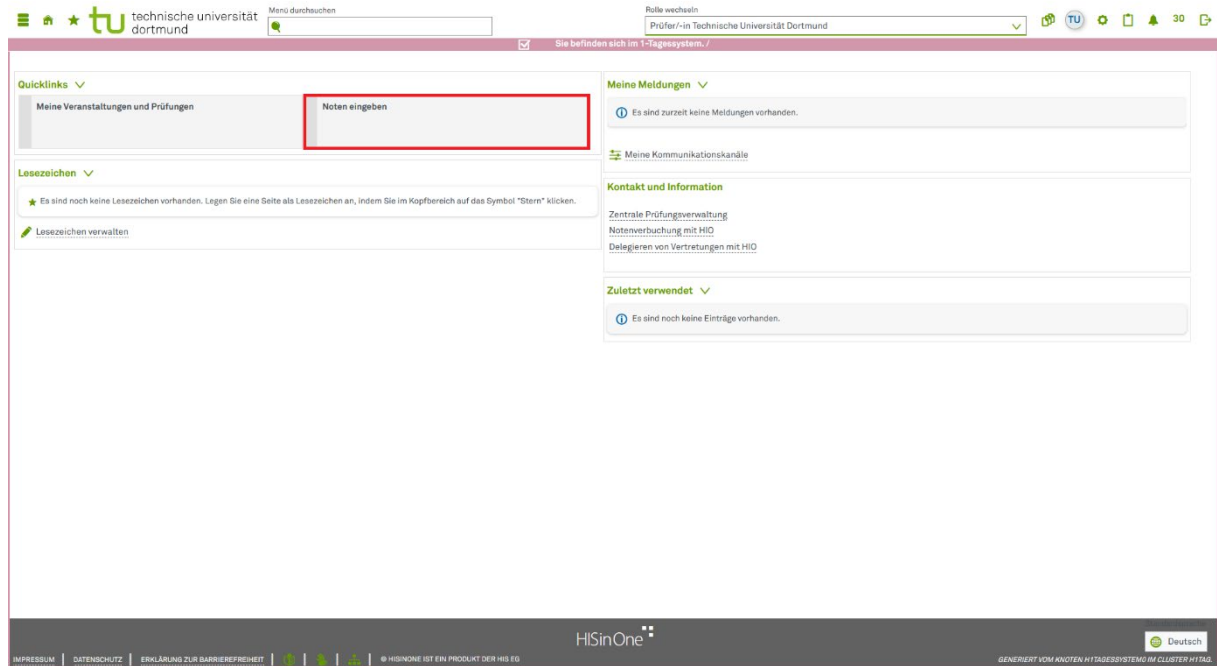 technische universität
dortmund
Menü durchsuchen
Rolle wechseln
Prüfer/-in Technische Universität Dortmund
TU
30
Sie befinden sich im 1-Tagessystem. /
Quicklinks
Meine Veranstaltungen und Prüfungen
Noten eingeben
Lesezeichen
Es sind noch keine Lesezeichen vorhanden. Legen Sie eine Seite als Lesezeichen an, indem Sie im Kopfbereich auf das Symbol "Stern" klicken.
Lesezeichen verwalten
Meine Meldungen
Es sind zurzeit keine Meldungen vorhanden.
Meine Kommunikationskanäle
Kontakt und Information
Zentrale Prüfungsverwaltung
Notenverbuchung mit HIO
Delegieren von Vertretungen mit HIO
Zuletzt verwendet
Es sind noch keine Einträge vorhanden.
HISinOne
Deutsch
IMPRESSUM | DATENSCHUTZ | ERKLÄRUNG ZUR BARRIEREFREIHEIT | | | | © HISINONE IST EIN PRODUKT DER HIS EG
GENERIERT VOM KNOTEN H1TAGESSYSTEM0 IM CLUSTER H1TAG.